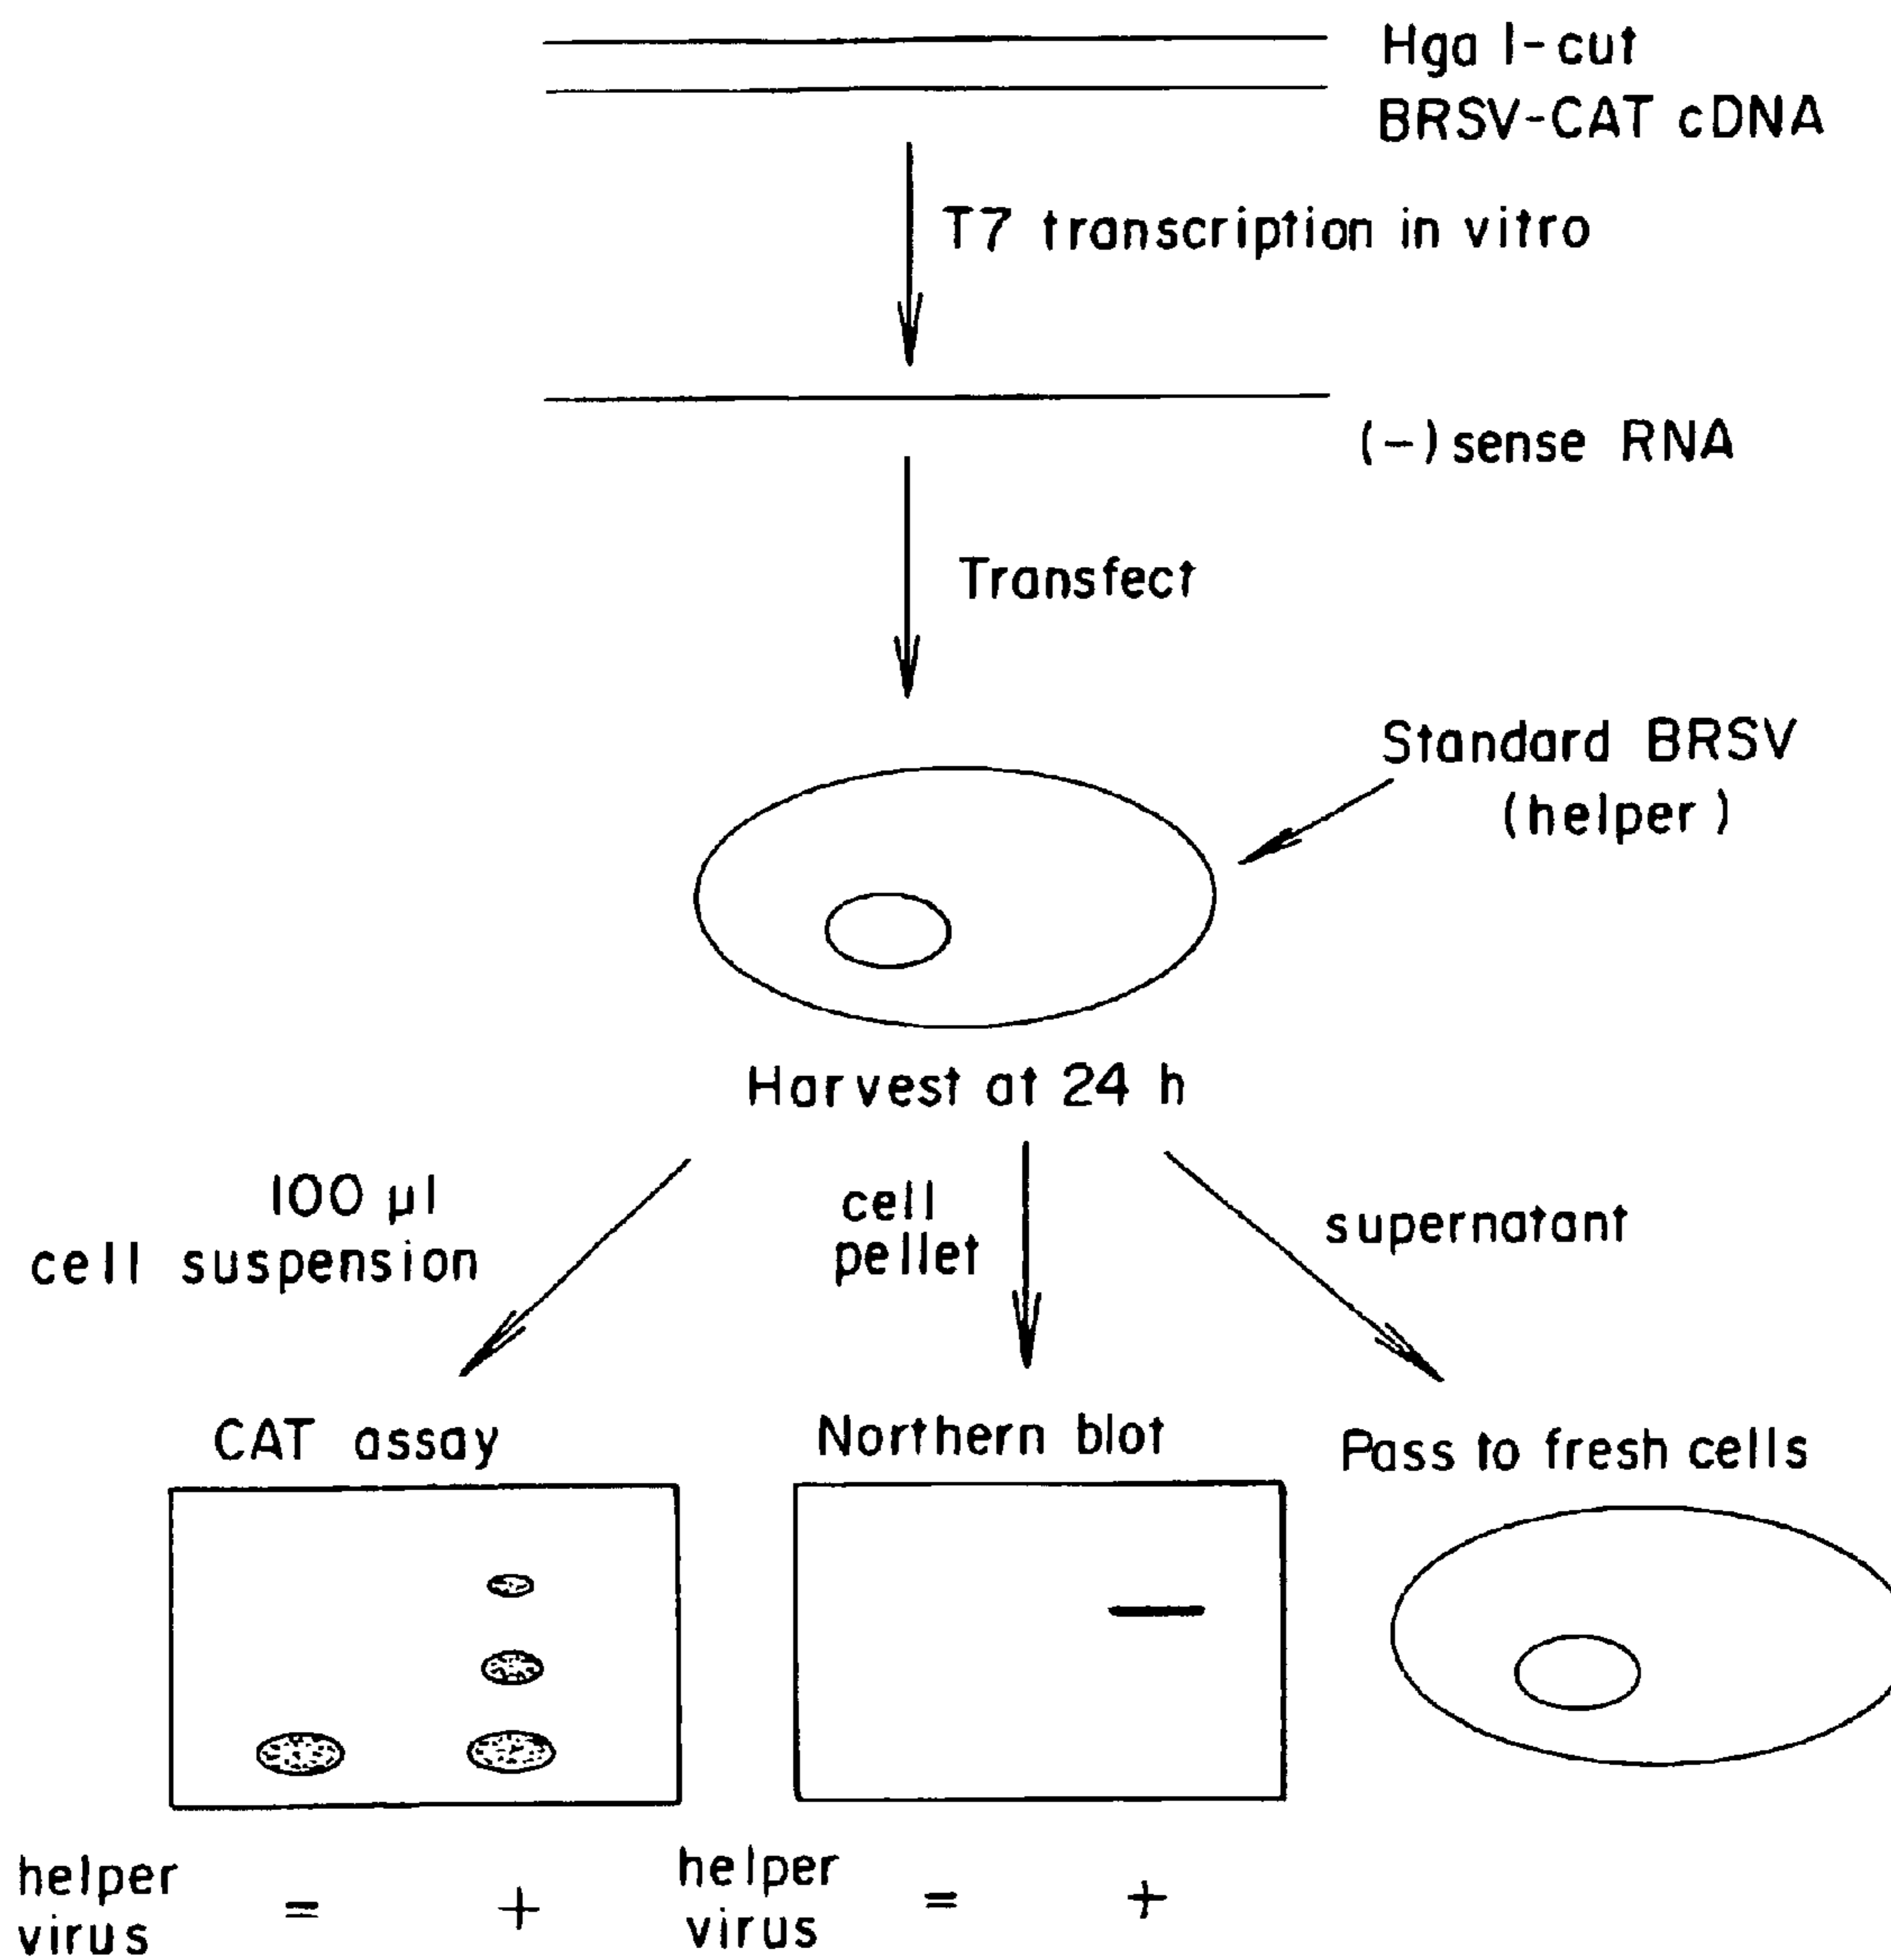 Hga I-cut
BRSV-CAT cDNA
T7 transcription in vitro
(-) sense RNA
Transfect
Standard BRSV
(helper)
Harvest at 24 h
100 µl
cell suspension
cell
pellet
supernatant
CAT assay
Northern blot
Pass to fresh cells
helper
virus
= +
helper
virus
= +